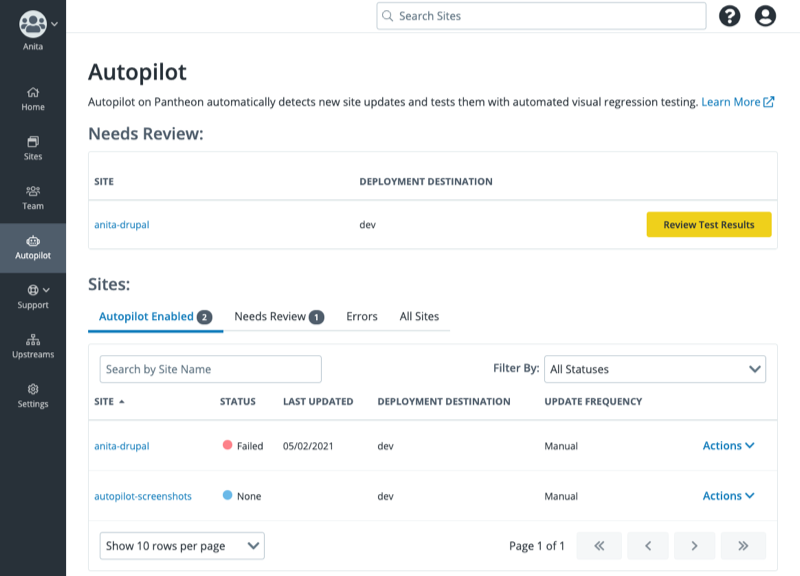 Anita
Home
Sites
Team
Autopilot
Support
Upstreams
Settings
Search Sites
?
Autopilot
Autopilot on Pantheon automatically detects new site updates and tests them with automated visual regression testing. Learn More
Needs Review:
SITE DEPLOYMENT DESTINATION
anita-drupal dev Review Test Results
Sites:
Autopilot Enabled 2 Needs Review 1 Errors All Sites
Search by Site Name Filter By: All Statuses
SITE STATUS LAST UPDATED DEPLOYMENT DESTINATION UPDATE FREQUENCY
anita-drupal Failed 05/02/2021 dev Manual Actions
autopilot-screenshots None dev Manual Actions
Show 10 rows per page Page 1 of 1 « ‹ › »